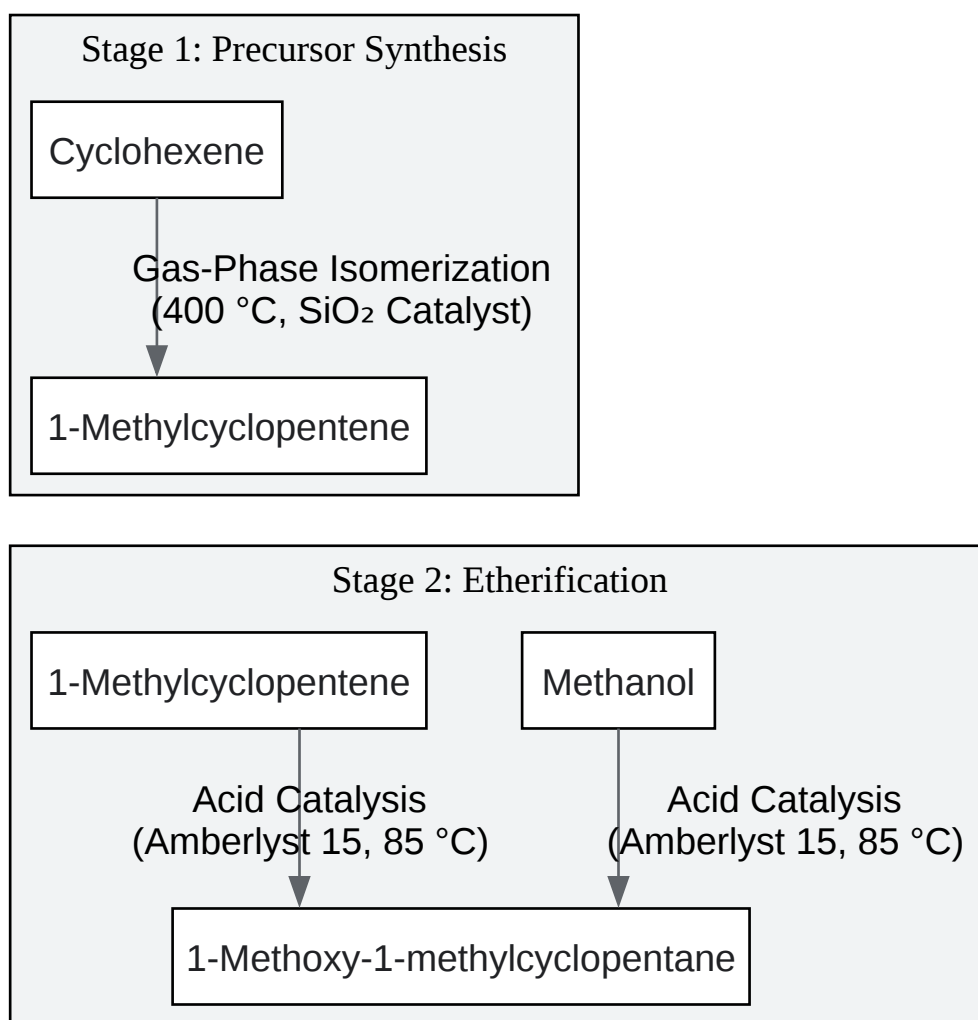 Stage 1: Precursor Synthesis
Cyclohexene
Gas-Phase Isomerization
(400 °C, SiO₂ Catalyst)
1-Methylcyclopentene
Stage 2: Etherification
1-Methylcyclopentene
Methanol
Acid Catalysis
(Amberlyst 15, 85 °C)
Acid Catalysis
(Amberlyst 15, 85 °C)
1-Methoxy-1-methylcyclopentane